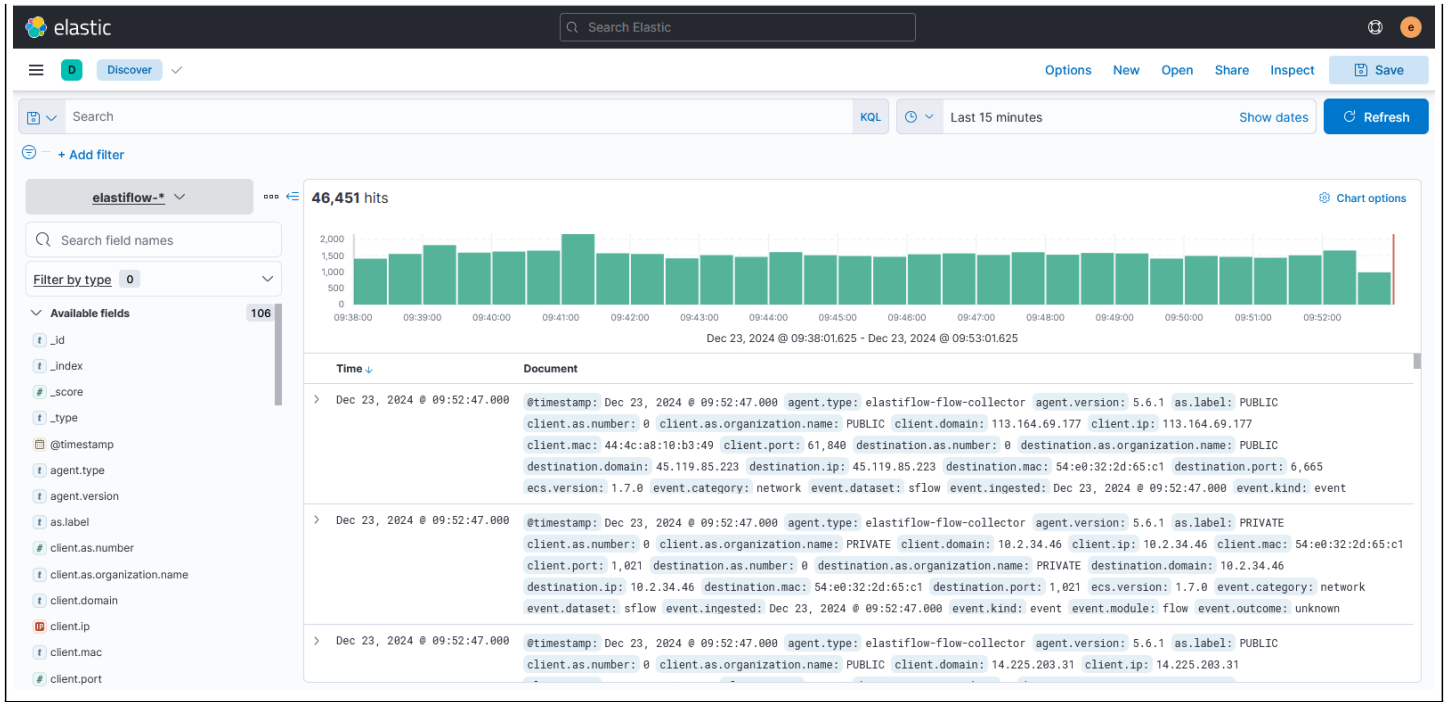 elastic
Search Elastic
e
D
Discover
Options New Open Share Inspect Save
Search
KQL
Last 15 minutes
Show dates
Refresh
+ Add filter
elastiflow-*
Search field names
Filter by type 0
Available fields 106
t _id
t _index
# _score
t _type
@timestamp
t agent.type
t agent.version
t as.label
# client.as.number
t client.as.organization.name
t client.domain
IP client.ip
t client.mac
# client.port
46,451 hits
Chart options
2,000
1,500
1,000
500
0
09:38:00 09:39:00 09:40:00 09:41:00 09:42:00 09:43:00 09:44:00 09:45:00 09:46:00 09:47:00 09:48:00 09:49:00 09:50:00 09:51:00 09:52:00
Dec 23, 2024 @ 09:38:01.625 - Dec 23, 2024 @ 09:53:01.625
Time Document
Dec 23, 2024 @ 09:52:47.000 @timestamp: Dec 23, 2024 @ 09:52:47.000 agent.type: elastiflow-flow-collector agent.version: 5.6.1 as.label: PUBLIC
client.as.number: 0 client.as.organization.name: PUBLIC client.domain: 113.164.69.177 client.ip: 113.164.69.177
client.mac: 44:4c:a8:10:b3:49 client.port: 61,840 destination.as.number: 0 destination.as.organization.name: PUBLIC
destination.domain: 45.119.85.223 destination.ip: 45.119.85.223 destination.mac: 54:e0:32:2d:65:c1 destination.port: 6,665
ecs.version: 1.7.0 event.category: network event.dataset: sflow event.ingested: Dec 23, 2024 @ 09:52:47.000 event.kind: event
Dec 23, 2024 @ 09:52:47.000 @timestamp: Dec 23, 2024 @ 09:52:47.000 agent.type: elastiflow-flow-collector agent.version: 5.6.1 as.label: PRIVATE
client.as.number: 0 client.as.organization.name: PRIVATE client.domain: 10.2.34.46 client.ip: 10.2.34.46 client.mac: 54:e0:32:2d:65:c1
client.port: 1,021 destination.as.number: 0 destination.as.organization.name: PRIVATE destination.domain: 10.2.34.46
destination.ip: 10.2.34.46 destination.mac: 54:e0:32:2d:65:c1 destination.port: 1,021 ecs.version: 1.7.0 event.category: network
event.dataset: sflow event.ingested: Dec 23, 2024 @ 09:52:47.000 event.kind: event event.module: flow event.outcome: unknown
Dec 23, 2024 @ 09:52:47.000 @timestamp: Dec 23, 2024 @ 09:52:47.000 agent.type: elastiflow-flow-collector agent.version: 5.6.1 as.label: PUBLIC
client.as.number: 0 client.as.organization.name: PUBLIC client.domain: 14.225.203.31 client.ip: 14.225.203.31